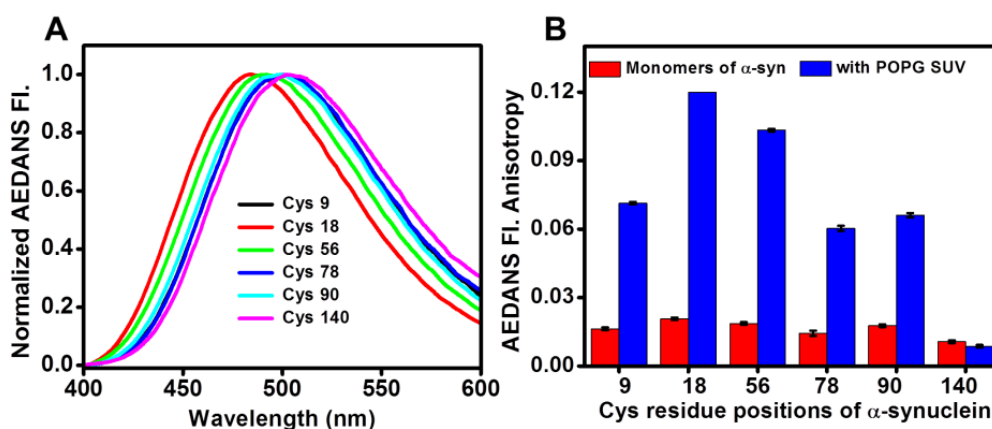 A
Normalized AEDANS Fl.
1.0
0.8
0.6
0.4
0.2
0.0
Cys 9
Cys 18
Cys 56
Cys 78
Cys 90
Cys 140
400 450 500 550 600
Wavelength (nm)
B
AEDANS Fl. Anisotropy
Monomers of α-syn with POPG SUV
0.12
0.09
0.06
0.03
0.00
9 18 56 78 90 140
Cys residue positions of α-synuclein